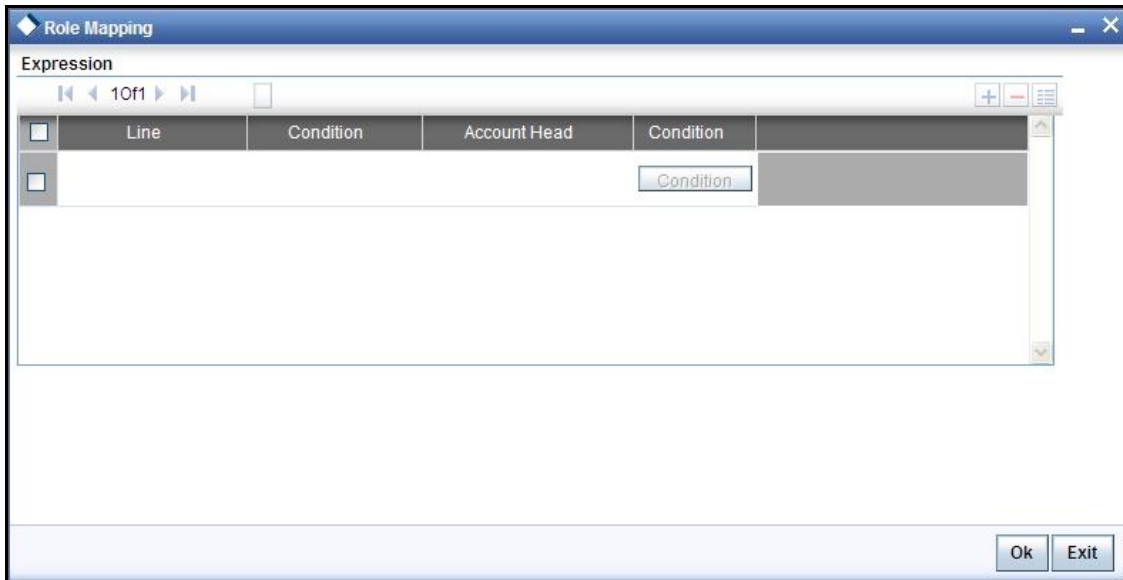 Role Mapping
Expression
1Of1
Line Condition Account Head Condition
Condition
Ok Exit